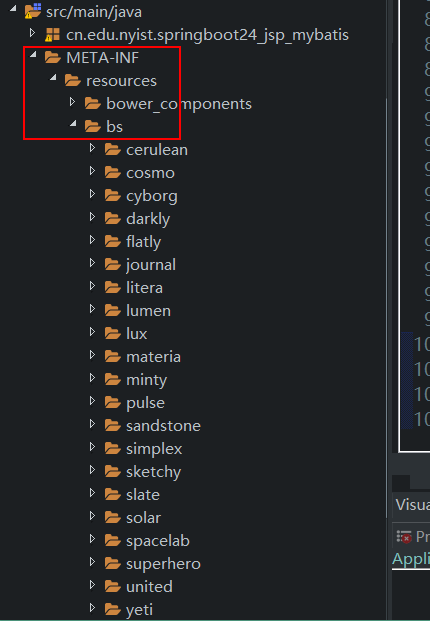 src/main/java
cn.edu.nyist.springboot24_jsp_mybatis
META-INF
resources
bower_components
bs
cerulean
cosmo
cyborg
darkly
flatly
journal
litera
lumen
lux
materia
minty
pulse
sandstone
simplex
sketchy
slate
solar
spacelab
superhero
united
yeti
8
8
8
9
9
9
9
9
9
9
9
9
9
10
10
10
10
Visua
Pr
Appli